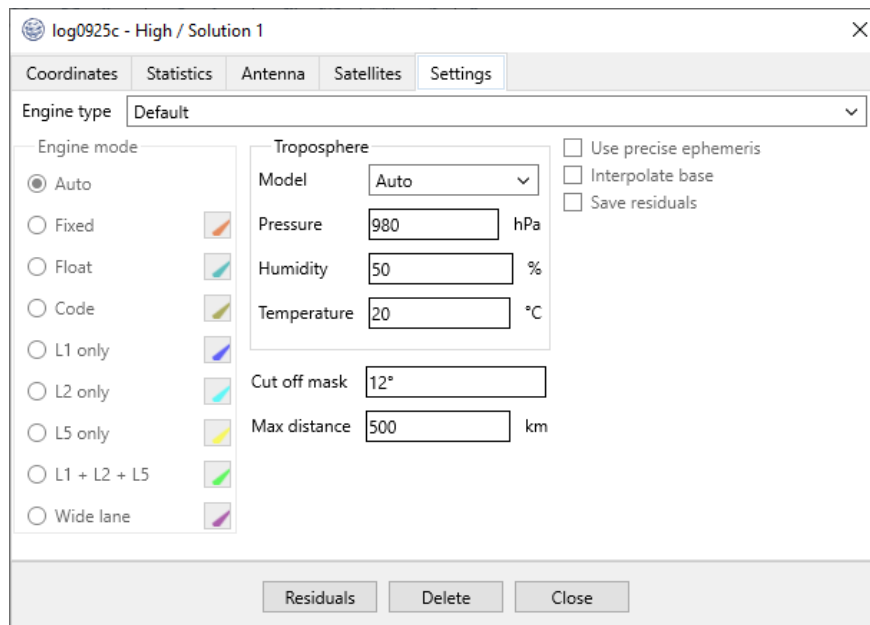 log0925c - High / Solution 1
Coordinates Statistics Antenna Satellites Settings
Engine type Default
Engine mode
Auto
Fixed
Float
Code
L1 only
L2 only
L5 only
L1 + L2 + L5
Wide lane
Troposphere
Model Auto
Pressure 980 hPa
Humidity 50 %
Temperature 20 °C
Cut off mask 12°
Max distance 500 km
Use precise ephemeris
Interpolate base
Save residuals
Residuals Delete Close